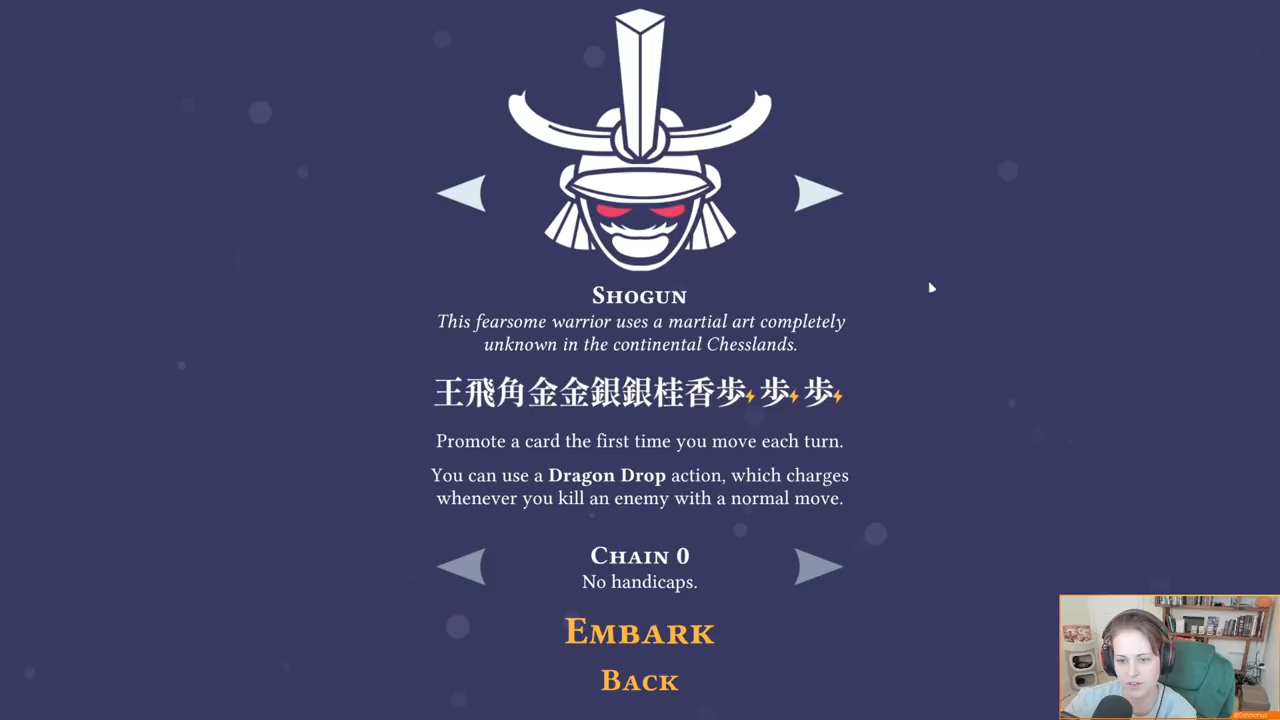 Shogun
This fearsome warrior uses a martial art completely
unknown in the continental Chesslands.
王飛角金金銀銀桂香歩歩歩
Promote a card the first time you move each turn.
You can use a Dragon Drop action, which charges
whenever you kill an enemy with a normal move.
Chain 0
No handicaps.
Embark
Back